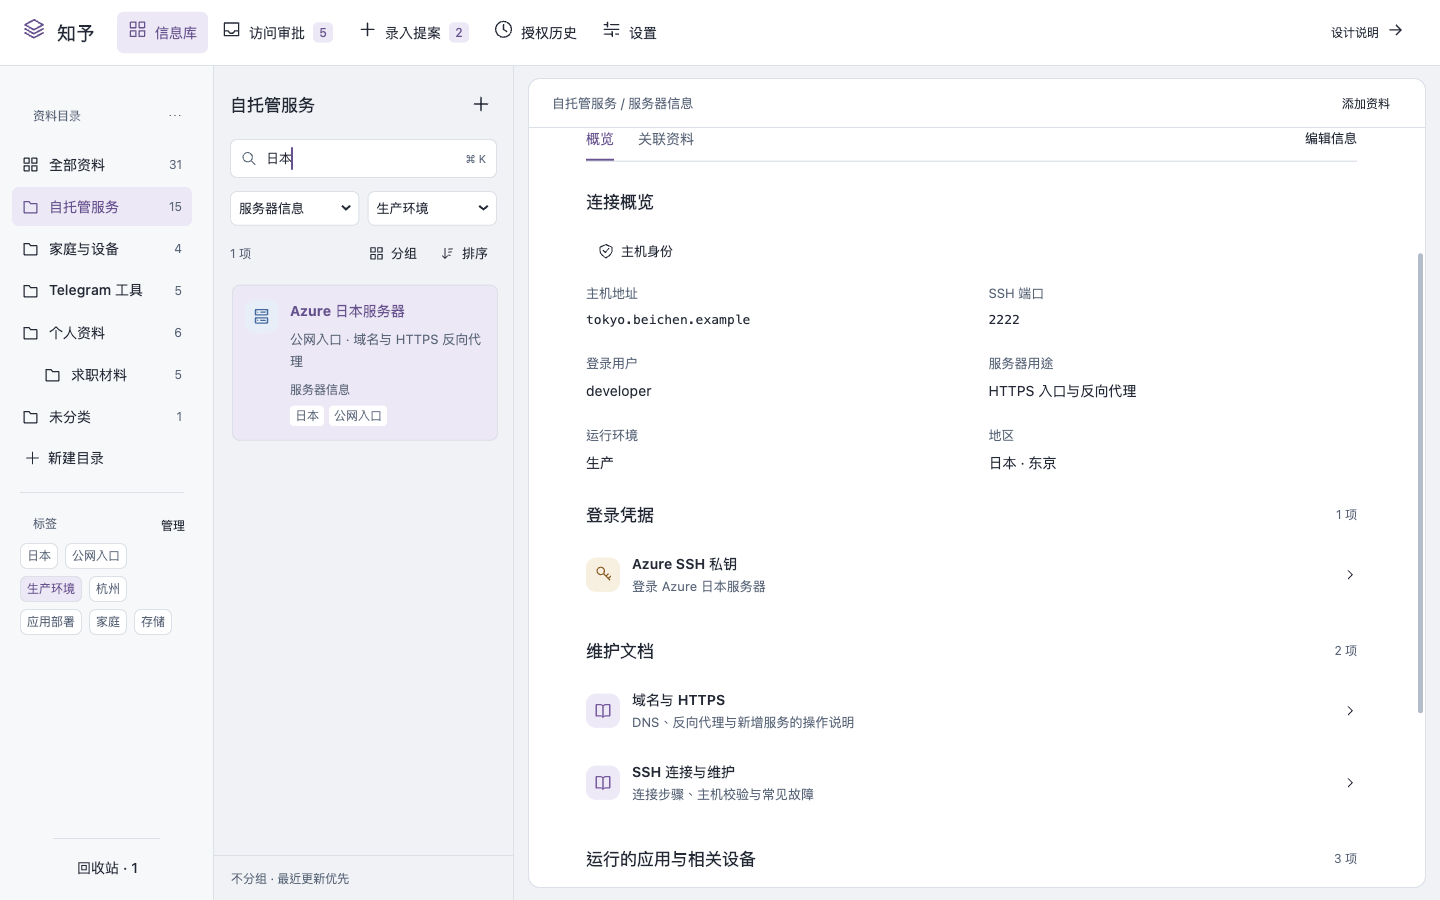 知予
信息库
访问审批 5
录入提案 2
授权历史
设置
设计说明
资料目录 ···
全部资料 31
自托管服务 15
家庭与设备 4
Telegram 工具 5
个人资料 6
求职材料 5
未分类 1
新建目录
标签 管理
日本 公网入口
生产环境 杭州
应用部署 家庭 存储
回收站 · 1
自托管服务
日本 ⌘ K
服务器信息 生产环境
1 项 分组 排序
Azure 日本服务器
公网入口 · 域名与 HTTPS 反向代
理
服务器信息
日本 公网入口
不分组 · 最近更新优先
自托管服务 / 服务器信息 添加资料
概览 关联资料 编辑信息
连接概览
主机身份
主机地址 SSH 端口
tokyo.beichen.example 2222
登录用户 服务器用途
developer HTTPS 入口与反向代理
运行环境 地区
生产 日本 · 东京
登录凭据 1 项
Azure SSH 私钥
登录 Azure 日本服务器
维护文档 2 项
域名与 HTTPS
DNS、反向代理与新增服务的操作说明
SSH 连接与维护
连接步骤、主机校验与常见故障
运行的应用与相关设备 3 项